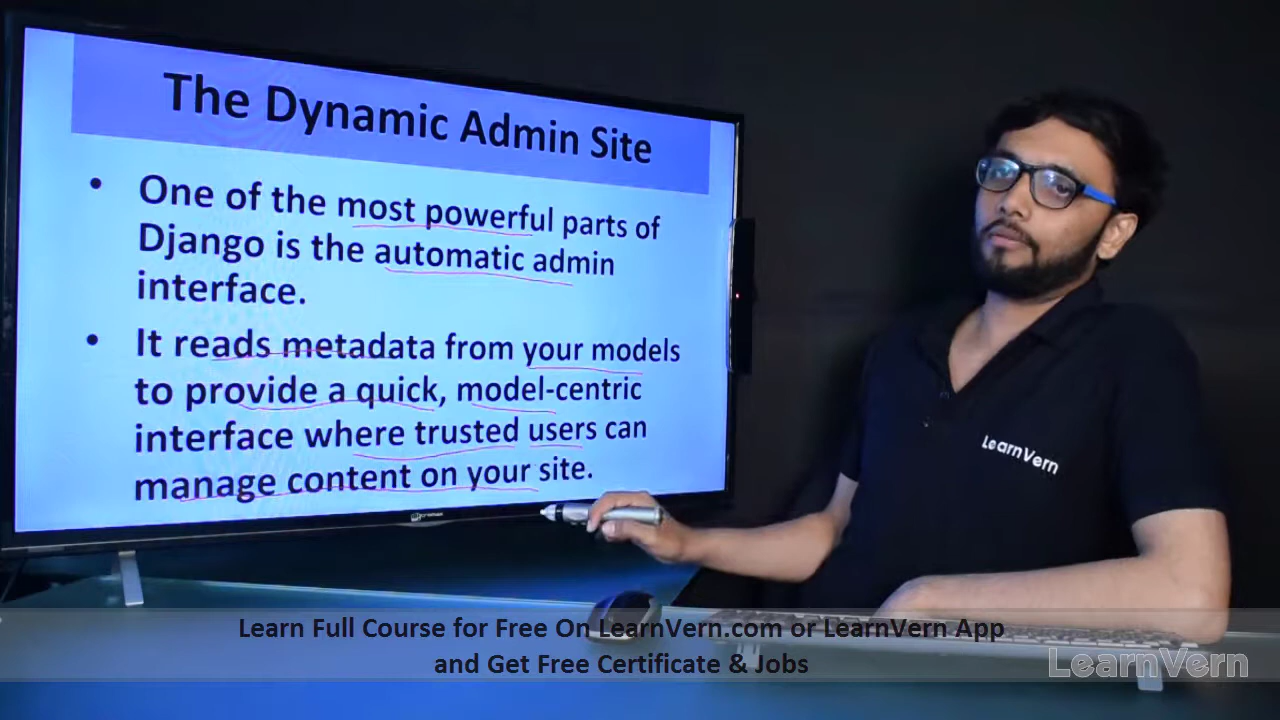 The Dynamic Admin Site
• One of the most powerful parts of
Django is the automatic admin
interface.
• It reads metadata from your models
to provide a quick, model-centric
interface where trusted users can
manage content on your site.
LearnVern
Learn Full Course for Free On LearnVern.com or LearnVern App
and Get Free Certificate & Jobs
LearnVern